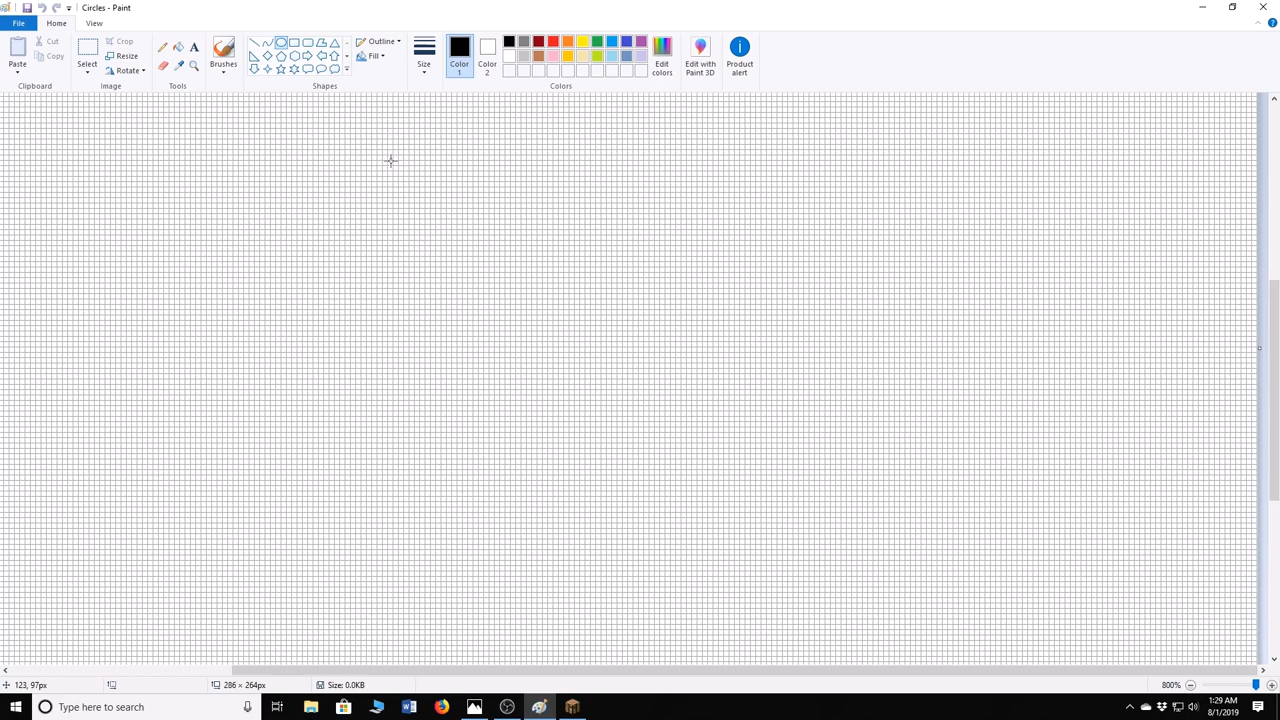 Circles - Paint
File
Home
View
Paste
Cut
Copy
Clipboard
Select
Crop
Resize
Rotate
Image
A
Tools
Brushes
Outline
Fill
Shapes
Size
Color 1
Color 2
Edit colors
Colors
Edit with Paint 3D
Product alert
123, 97px
286 × 264px
Size: 0.0KB
800%
Type here to search
1:29 AM
8/1/2019